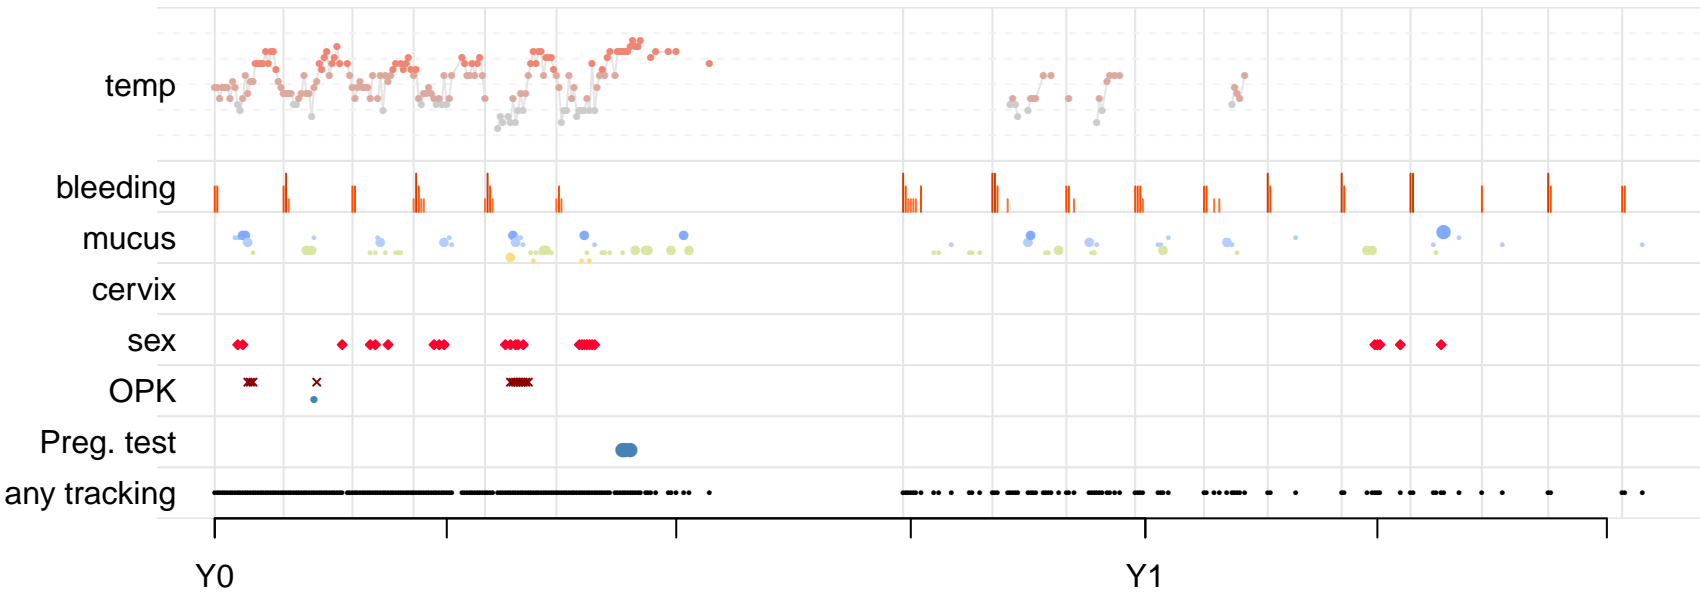 temp
bleeding
mucus
cervix
sex
OPK
Preg. test
any tracking
Y0 Y1